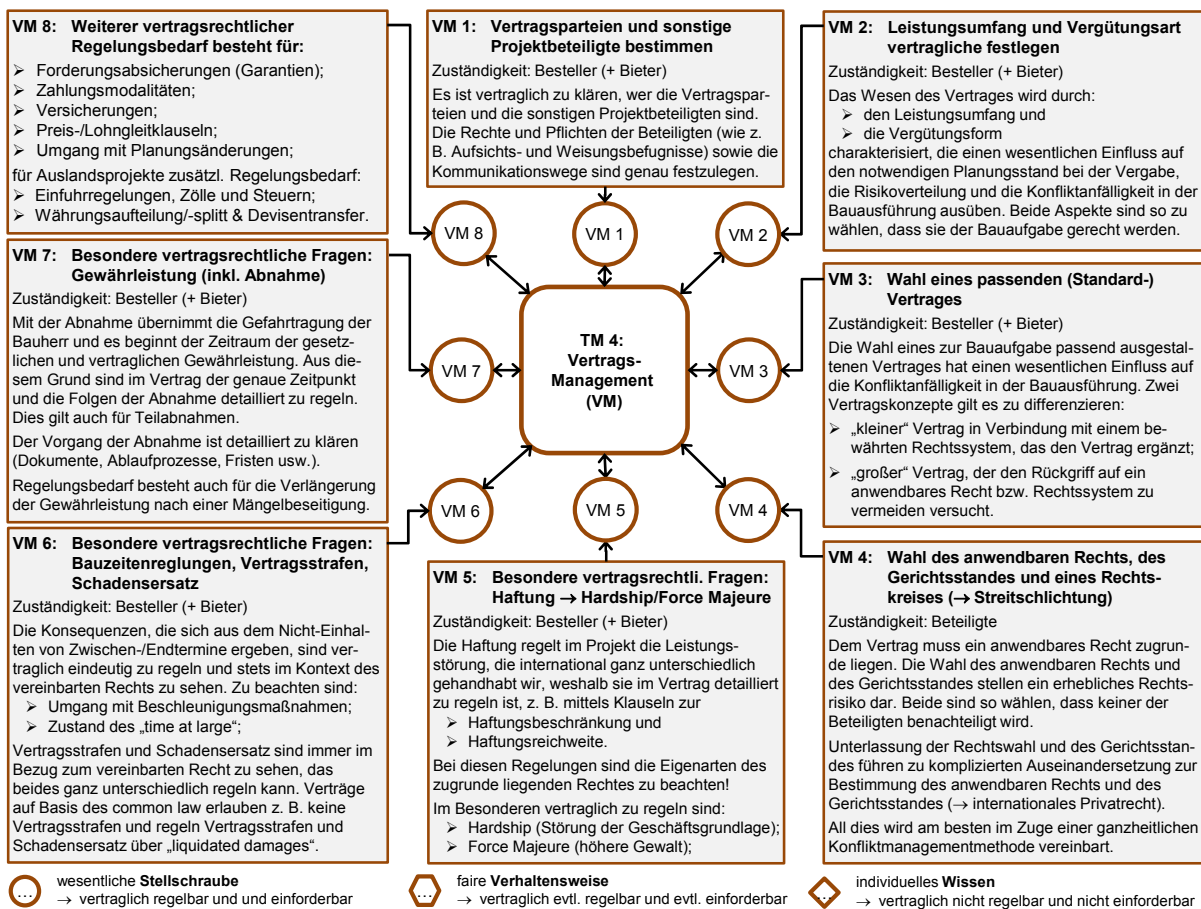 VM 8: Weiterer vertragsrechtlicher
Regelungsbedarf besteht für:
➢ Forderungsabsicherungen (Garantien);
➢ Zahlungsmodalitäten;
➢ Versicherungen;
➢ Preis-/Lohngleitklauseln;
➢ Umgang mit Planungsänderungen;
für Auslandsprojekte zusätzl. Regelungsbedarf:
➢ Einfuhrregelungen, Zölle und Steuern;
➢ Währungsaufteilung/-splitt & Devisentransfer.
VM 1: Vertragsparteien und sonstige
Projektbeteiligte bestimmen
Zuständigkeit: Besteller (+ Bieter)
Es ist vertraglich zu klären, wer die Vertragspar-
teien und die sonstigen Projektbeteiligten sind.
Die Rechte und Pflichten der Beteiligten (wie z.
B. Aufsichts- und Weisungsbefugnisse) sowie die
Kommunikationswege sind genau festzulegen.
VM 2: Leistungsumfang und Vergütungsart
vertragliche festlegen
Zuständigkeit: Besteller (+ Bieter)
Das Wesen des Vertrages wird durch:
➢ den Leistungsumfang und
➢ die Vergütungsform
charakterisiert, die einen wesentlichen Einfluss auf
den notwendigen Planungsstand bei der Vergabe,
die Risikoverteilung und die Konfliktanfälligkeit in der
Bauausführung ausüben. Beide Aspekte sind so zu
wählen, dass sie der Bauaufgabe gerecht werden.
VM 8
VM 1
VM 2
VM 7: Besondere vertragsrechtliche Fragen:
Gewährleistung (inkl. Abnahme)
Zuständigkeit: Besteller (+ Bieter)
Mit der Abnahme übernimmt die Gefahrtragung der
Bauherr und es beginnt der Zeitraum der gesetz-
lichen und vertraglichen Gewährleistung. Aus die-
sem Grund sind im Vertrag der genaue Zeitpunkt
und die Folgen der Abnahme detailliert zu regeln.
Dies gilt auch für Teilabnahmen.
Der Vorgang der Abnahme ist detailliert zu klären
(Dokumente, Ablaufprozesse, Fristen usw.).
Regelungsbedarf besteht auch für die Verlängerung
der Gewährleistung nach einer Mängelbeseitigung.
VM 7
TM 4:
Vertrags-
Management
(VM)
VM 3
VM 3: Wahl eines passenden (Standard-)
Vertrages
Zuständigkeit: Besteller (+ Bieter)
Die Wahl eines zur Bauaufgabe passend ausgestal-
tenen Vertrages hat einen wesentlichen Einfluss auf
die Konfliktanfälligkeit in der Bauausführung. Zwei
Vertragskonzepte gilt es zu differenzieren:
➢ „kleiner“ Vertrag in Verbindung mit einem be-
währten Rechtssystem, das den Vertrag ergänzt;
➢ „großer“ Vertrag, der den Rückgriff auf ein
anwendbares Recht bzw. Rechtssystem zu
vermeiden versucht.
VM 6
VM 5
VM 4
VM 6: Besondere vertragsrechtliche Fragen:
Bauzeitenreglungen, Vertragsstrafen,
Schadensersatz
Zuständigkeit: Besteller (+ Bieter)
Die Konsequenzen, die sich aus dem Nicht-Einhal-
ten von Zwischen-/Endtermine ergeben, sind ver-
traglich eindeutig zu regeln und stets im Kontext des
vereinbarten Rechts zu sehen. Zu beachten sind:
➢ Umgang mit Beschleunigungsmaßnahmen;
➢ Zustand des „time at large“;
Vertragsstrafen und Schadensersatz sind immer im
Bezug zum vereinbarten Recht zu sehen, das
beides ganz unterschiedlich regeln kann. Verträge
auf Basis des common law erlauben z. B. keine
Vertragsstrafen und regeln Vertragsstrafen und
Schadensersatz über „liquidated damages“.
VM 5: Besondere vertragsrechtli. Fragen:
Haftung → Hardship/Force Majeure
Zuständigkeit: Besteller (+ Bieter)
Die Haftung regelt im Projekt die Leistungs-
störung, die international ganz unterschiedlich
gehandhabt wir, weshalb sie im Vertrag detailliert
zu regeln ist, z. B. mittels Klauseln zur
➢ Haftungsbeschränkung und
➢ Haftungsreichweite.
Bei diesen Regelungen sind die Eigenarten des
zugrunde liegenden Rechtes zu beachten!
Im Besonderen vertraglich zu regeln sind:
➢ Hardship (Störung der Geschäftsgrundlage);
➢ Force Majeure (höhere Gewalt);
VM 4: Wahl des anwendbaren Rechts, des
Gerichtsstandes und eines Rechts-
kreises (→ Streitschlichtung)
Zuständigkeit: Beteiligte
Dem Vertrag muss ein anwendbares Recht zugrun-
de liegen. Die Wahl des anwendbaren Rechts und
des Gerichtsstandes stellen ein erhebliches Rechts-
risiko dar. Beide sind so wählen, dass keiner der
Beteiligten benachteiligt wird.
Unterlassung der Rechtswahl und des Gerichtsstan-
des führen zu komplizierten Auseinandersetzung zur
Bestimmung des anwendbaren Rechts und des
Gerichtsstandes (→ internationales Privatrecht).
All dies wird am besten im Zuge einer ganzheitlichen
Konfliktmanagementmethode vereinbart.
... wesentliche Stellschraube
→ vertraglich regelbar und und einforderbar
... faire Verhaltensweise
→ vertraglich evtl. regelbar und evtl. einforderbar
... individuelles Wissen
→ vertraglich nicht regelbar und nicht einforderbar